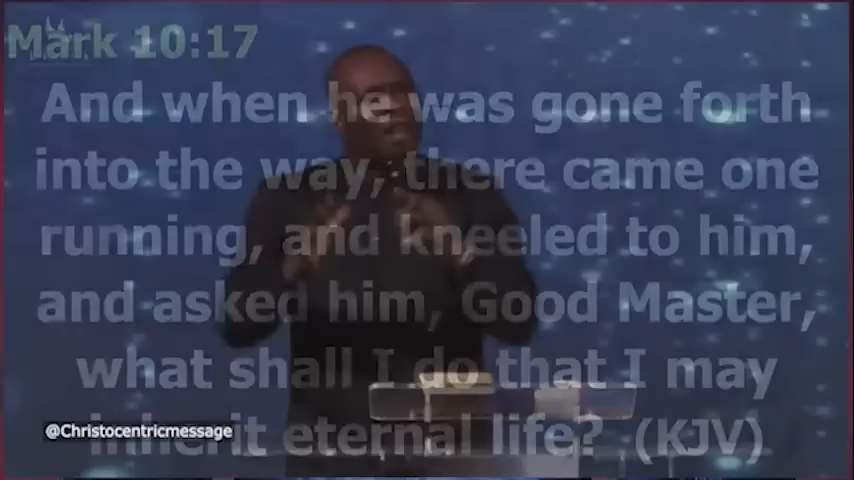 Mark 10:17
And when he was gone forth
into the way, there came one
running, and kneeled to him,
and asked him, Good Master,
what shall I do that I may
inherit eternal life? (KJV)
@Christocentricmessage